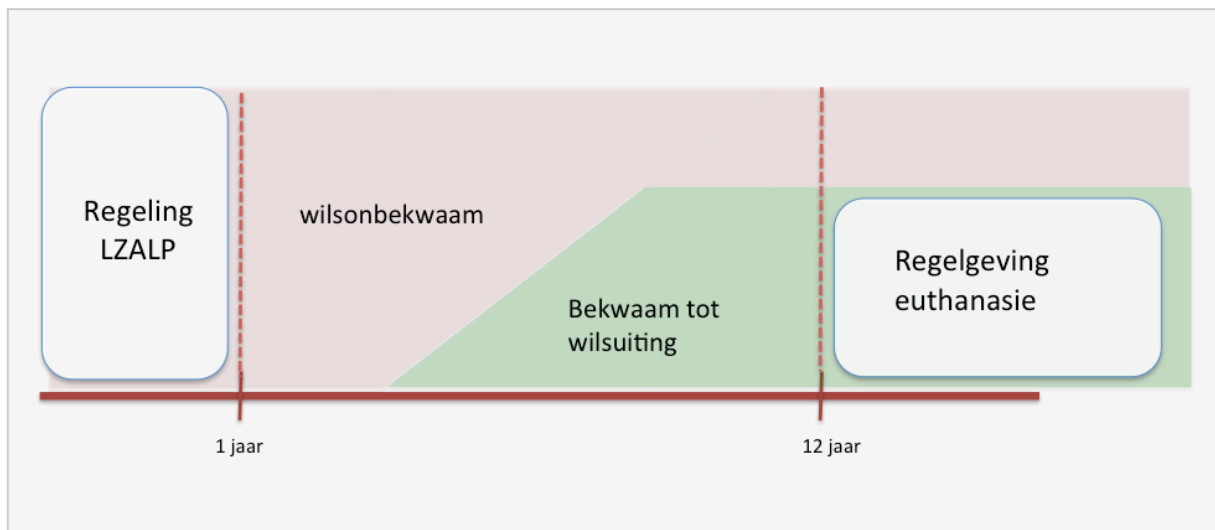 Regeling
LZALP
wilsonbekwaam
Bekwaam tot
wilsuiting
Regelgeving
euthanasie
1 jaar
12 jaar